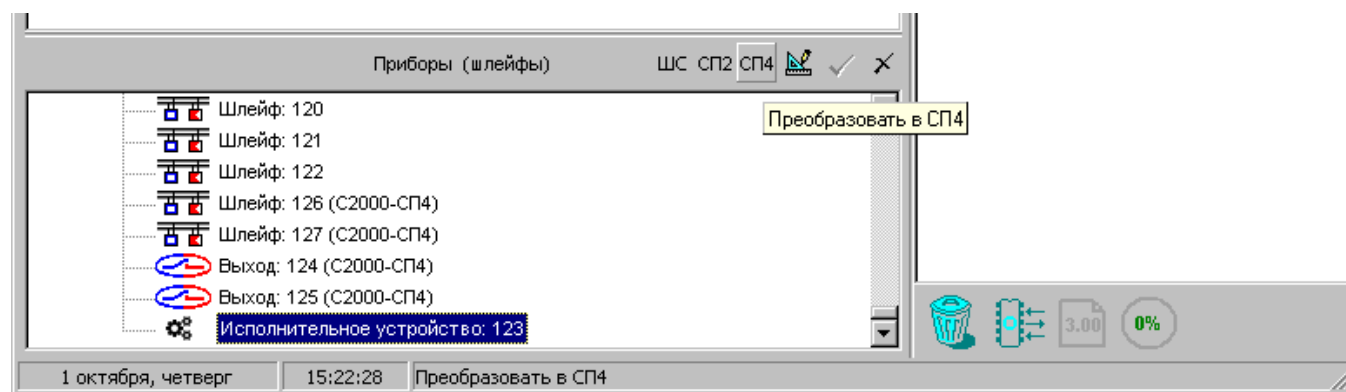 Приборы (шлейфы) ШС СП2 СП4
Шлейф: 120
Преобразовать в СП4
Шлейф: 121
Шлейф: 122
Шлейф: 126 (С2000-СП4)
Шлейф: 127 (С2000-СП4)
Выход: 124 (С2000-СП4)
Выход: 125 (С2000-СП4)
Исполнительное устройство: 123
3.00 0%
1 октября, четверг 15:22:28 Преобразовать в СП4